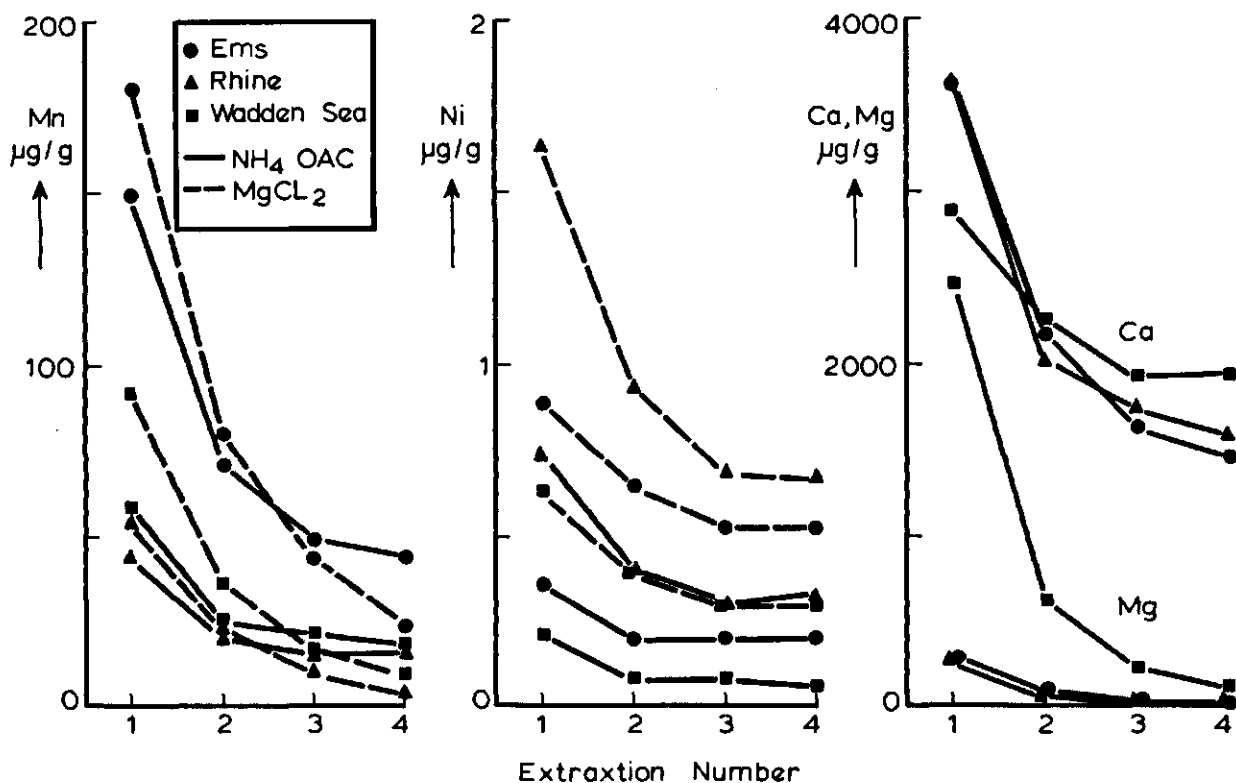 200
Mn
µg/g
100
0
1 2 3 4
Ems
Rhine
Wadden Sea
NH4 OAC
MgCL2
2
Ni
µg/g
1
0
1 2 3 4
4000
Ca, Mg
µg/g
2000
0
Ca
Mg
1 2 3 4
Extraxtion Number